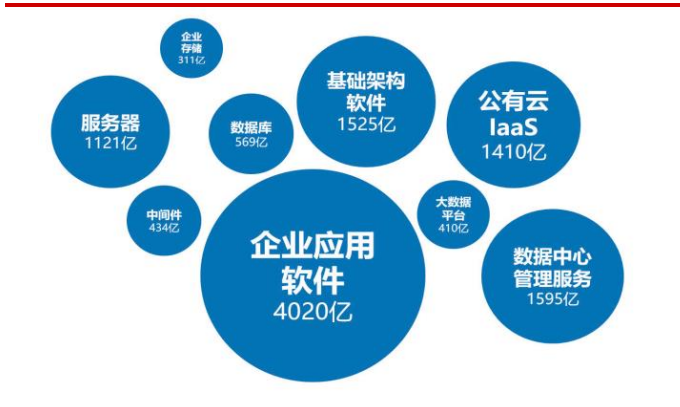 企业
存储
311亿
基础架构
软件
1525亿
公有云
IaaS
1410亿
服务器
1121亿
数据库
569亿
中间件
434亿
大数据
平台
410亿
企业应用
软件
4020亿
数据中心
管理服务
1595亿